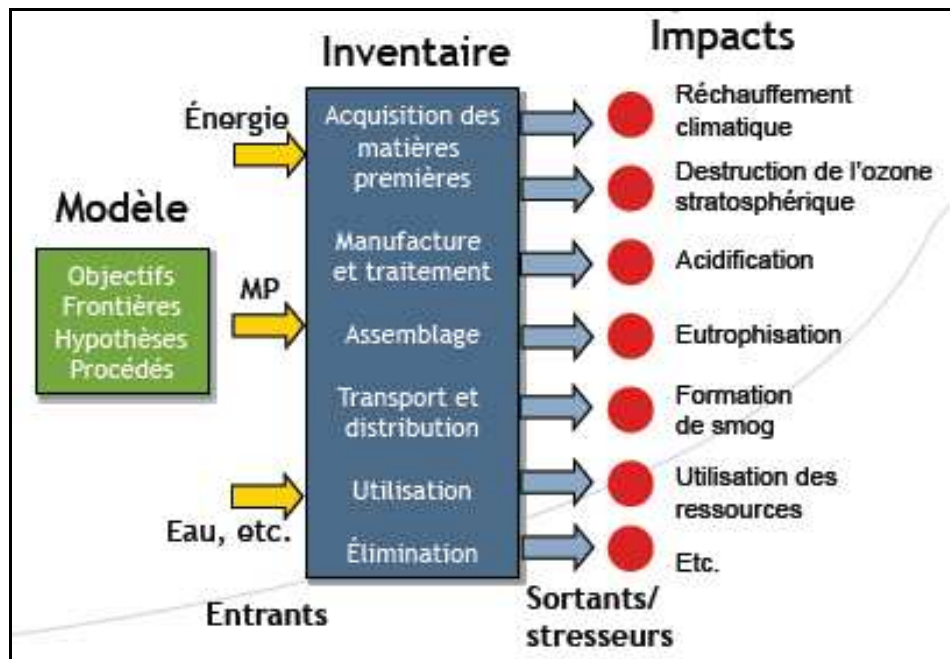 Modèle
Objectifs
Frontières
Hypothèses
Procédés
Énergie
MP
Eau, etc.
Entrants
Inventaire
Acquisition des
matières
premières
Manufacture
et traitement
Assemblage
Transport et
distribution
Utilisation
Élimination
Sortants/
stresseurs
Impacts
Réchauffement
climatique
Destruction de l'ozone
stratosphérique
Acidification
Eutrophisation
Formation
de smog
Utilisation des
ressources
Etc.